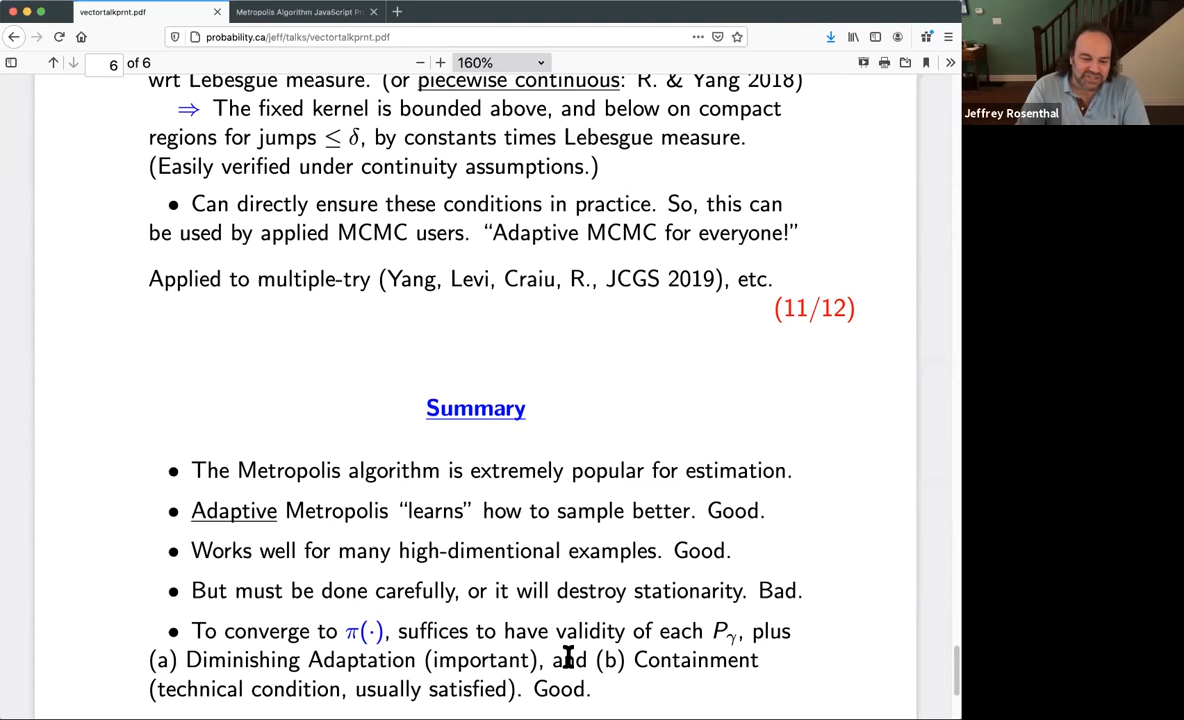 vectortalkprnt.pdf
Metropolis Algorithm JavaScript Pr
probability.ca/jeff/talks/vectortalkprnt.pdf
6 of 6
160%
wrt Lebesgue measure. (or piecewise continuous: R. & Yang 2018)
⇒ The fixed kernel is bounded above, and below on compact
regions for jumps ≤ δ, by constants times Lebesgue measure.
(Easily verified under continuity assumptions.)
• Can directly ensure these conditions in practice. So, this can
be used by applied MCMC users. “Adaptive MCMC for everyone!”
Applied to multiple-try (Yang, Levi, Craiu, R., JCGS 2019), etc.
(11/12)
Summary
• The Metropolis algorithm is extremely popular for estimation.
• Adaptive Metropolis “learns” how to sample better. Good.
• Works well for many high-dimentional examples. Good.
• But must be done carefully, or it will destroy stationarity. Bad.
• To converge to π(·), suffices to have validity of each Pγ, plus
(a) Diminishing Adaptation (important), and (b) Containment
(technical condition, usually satisfied). Good.
Jeffrey Rosenthal